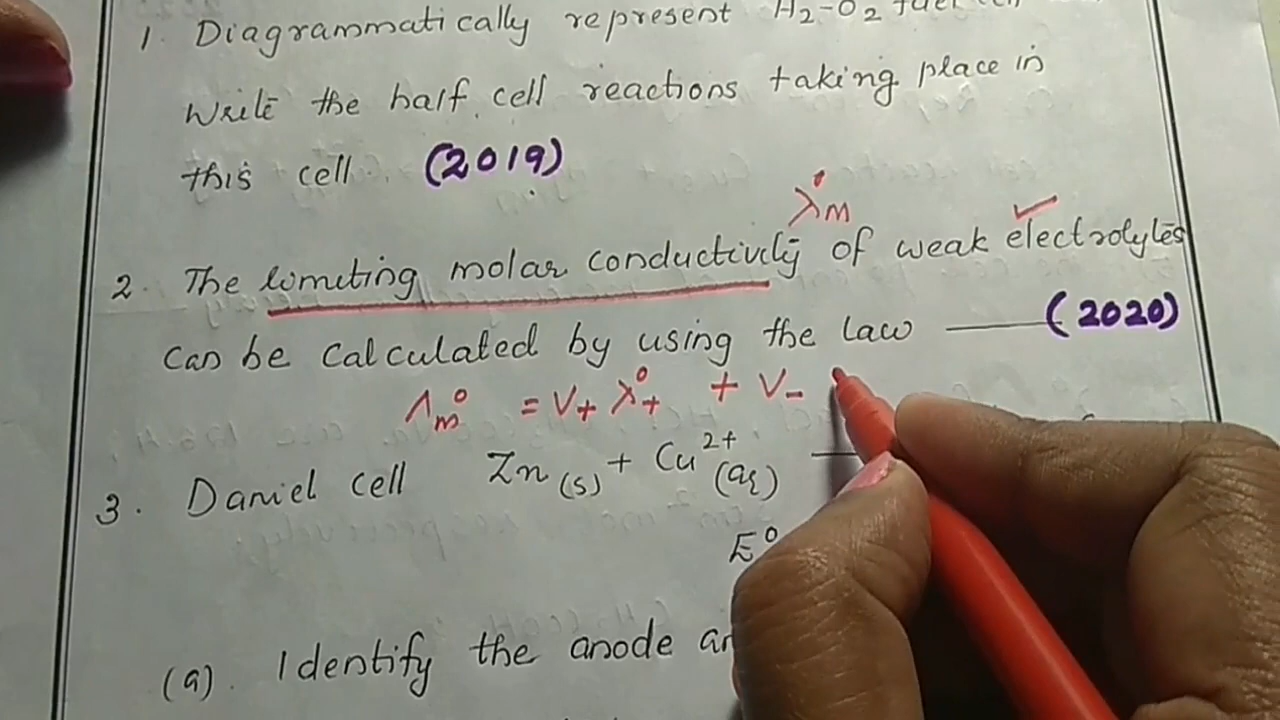 1. Diagrammatically represent H2-O2 fuel cell
Write the half cell reactions taking place in
this cell. (2019)
λ°m
2. The limiting molar conductivity of weak electrolytes
can be calculated by using the law —— (2020)
Λ°m = V+ λ°+ + V-
3. Daniel cell Zn(s) + Cu2+(aq) —
E°
(a). Identify the anode